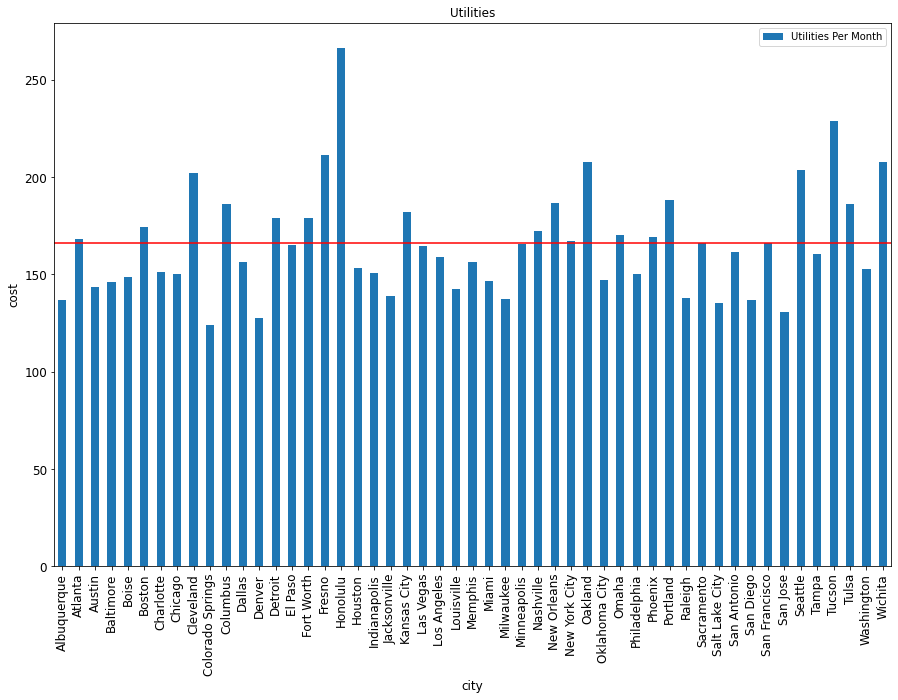 Utilities
Utilities Per Month
250
200
150
100
50
0
cost
Albuquerque
Atlanta
Austin
Baltimore
Boise
Boston
Charlotte
Chicago
Cleveland
Colorado Springs
Columbus
Dallas
Denver
Detroit
El Paso
Fort Worth
Fresno
Honolulu
Houston
Indianapolis
Jacksonville
Kansas City
Las Vegas
Los Angeles
Louisville
Memphis
Miami
Milwaukee
Minneapolis
Nashville
New Orleans
New York City
Oakland
Oklahoma City
Omaha
Philadelphia
Phoenix
Portland
Raleigh
Sacramento
Salt Lake City
San Antonio
San Diego
San Francisco
San Jose
Seattle
Tampa
Tucson
Tulsa
Washington
Wichita
city